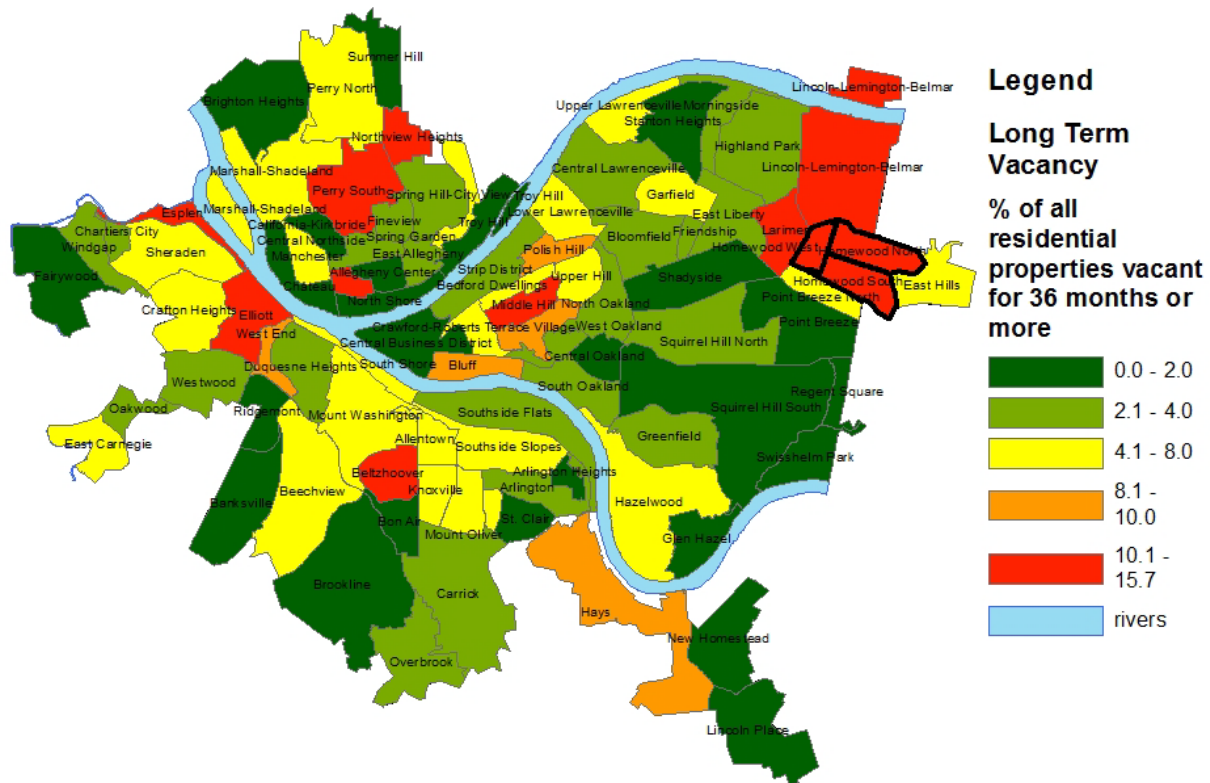 Summer Hill
Perry North
Brighton Heights
Northview Heights
Marshall-Shadeland
Perry South
Spring Hill-City View
Troy Hill
Esplen
Marshall-Shadeland
California-Kirkbride
Fineview
Troy Hill
Chartiers City
Windgap
Central Northside
Spring Garden
Sheraden
Manchester
East Allegheny
Fairywood
Allegheny Center
Chateau
North Shore
Crafton Heights
Elliott
West End
Duquesne Heights
Westwood
Oakwood
Ridgemont
East Carnegie
Mount Washington
Banksville
Beechview
Upper Lawrenceville
Morningside
Stanton Heights
Lincoln-Lemington-Belmar
Highland Park
Central Lawrenceville
Lincoln-Lemington-Belmar
Garfield
Lower Lawrenceville
East Liberty
Larimer
Bloomfield
Friendship
Homewood West
Homewood North
Polish Hill
Strip District
Bedford Dwellings
Upper Hill
Shadyside
Homewood South
East Hills
Point Breeze North
Middle Hill
North Oakland
Crawford-Roberts
Terrace Village
West Oakland
Point Breeze
Central Business District
Squirrel Hill North
South Shore
Bluff
Central Oakland
South Oakland
Regent Square
Squirrel Hill South
Southside Flats
Greenfield
Allentown
Southside Slopes
Swisshelm Park
Beltzhoover
Knoxville
Arlington Heights
Arlington
Hazelwood
Bon Air
St. Clair
Mount Oliver
Glen Hazel
Brookline
Carrick
Hays
New Homestead
Overbrook
Lincoln Place
Legend
Long Term
Vacancy
% of all
residential
properties vacant
for 36 months or
more
0.0 - 2.0
2.1 - 4.0
4.1 - 8.0
8.1 -
10.0
10.1 -
15.7
rivers